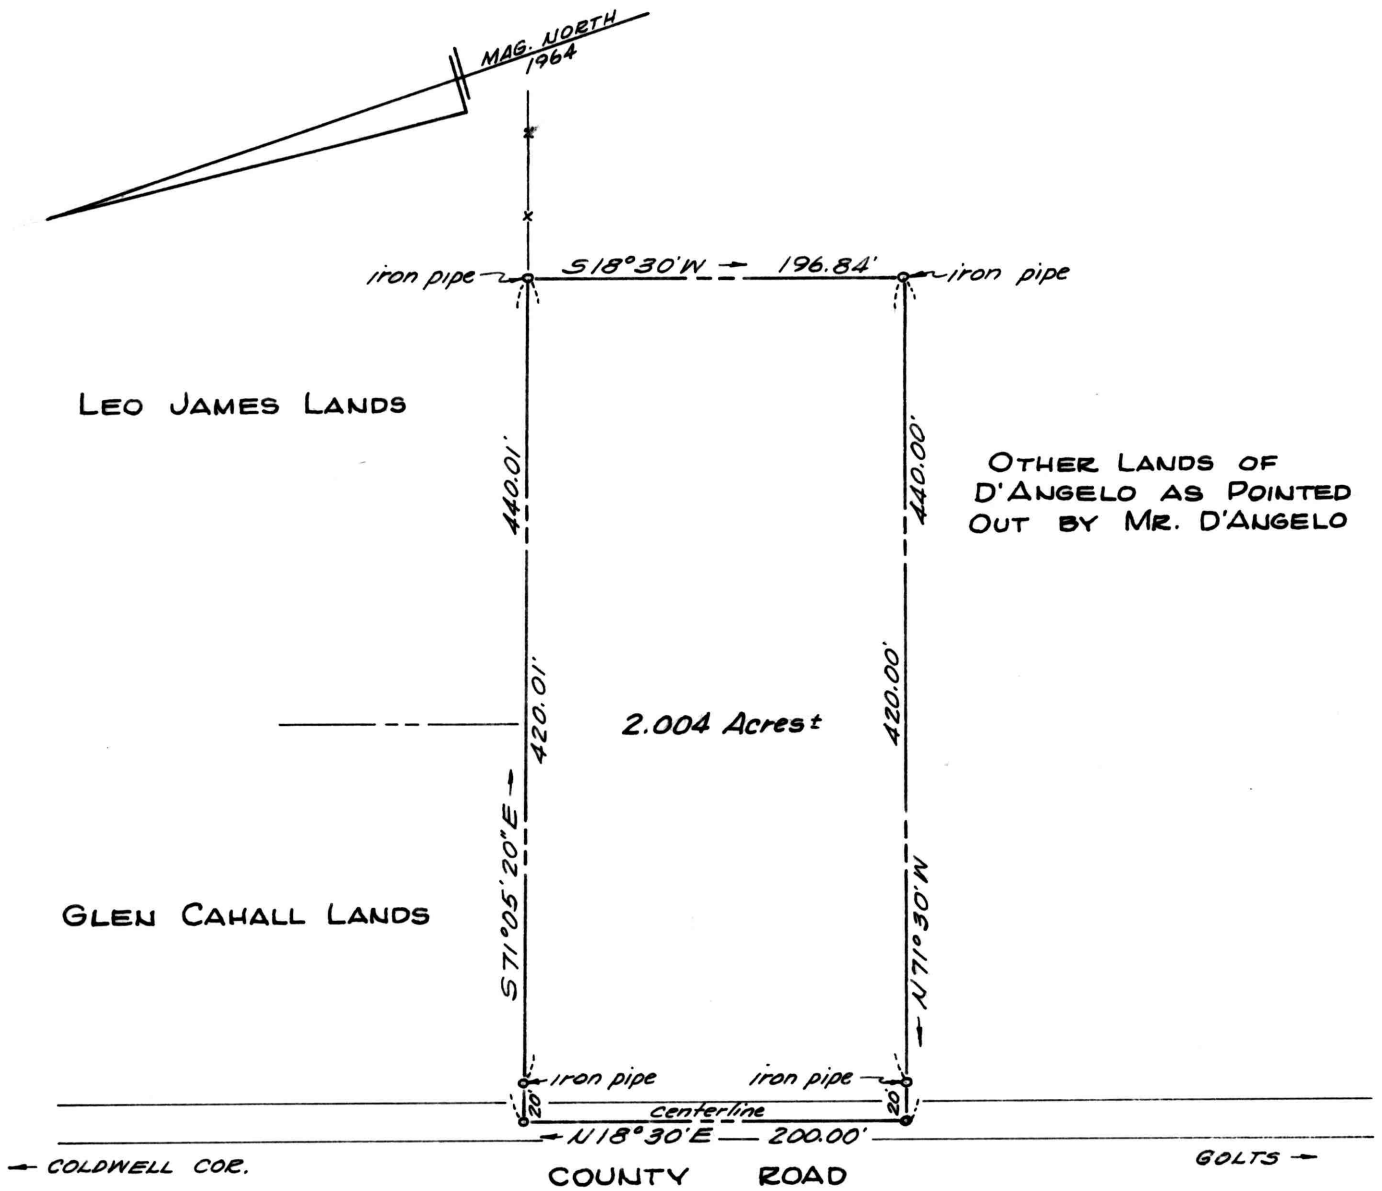 MAG. NORTH
1964
iron pipe
S18°30'W → 196.84'
iron pipe
LEO JAMES LANDS
440.01'
440.00'
OTHER LANDS OF
D'ANGELO AS POINTED
OUT BY MR. D'ANGELO
420.01'
2.004 Acres±
420.00'
S71°05'20"E →
← N71°30'W
GLEN CAHALL LANDS
iron pipe
iron pipe
20'
centerline
20'
← N18°30'E — 200.00'
← COLDWELL COR.
COUNTY ROAD
GOLTS →